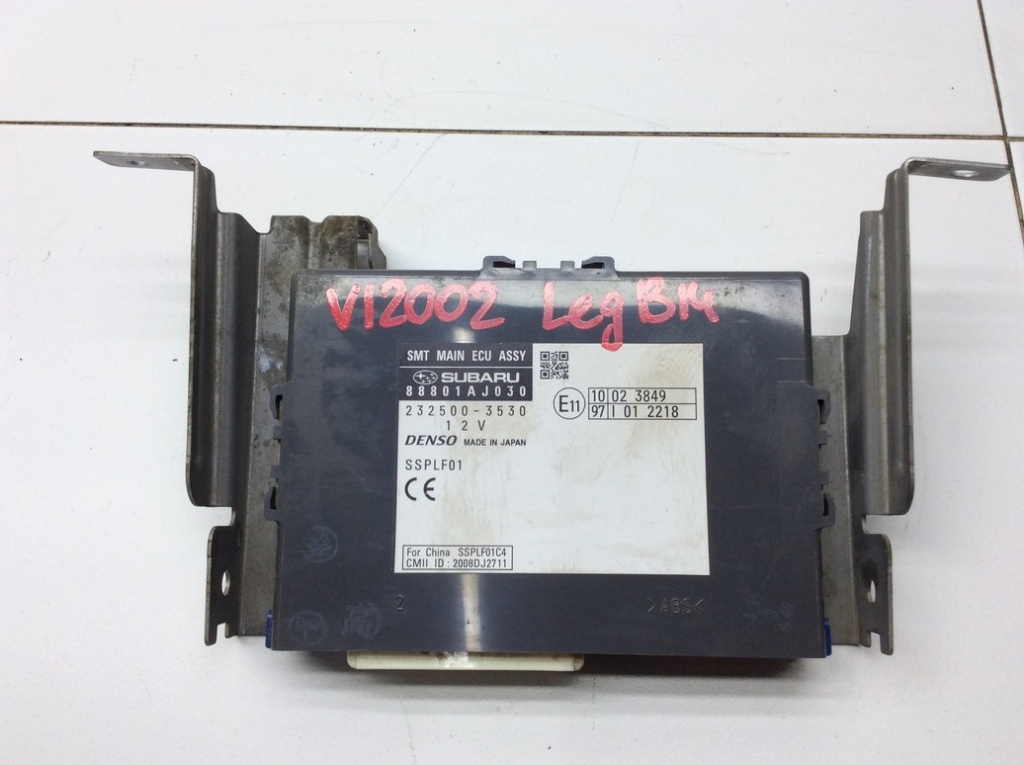 V12002 Leg BM
SMT MAIN ECU ASSY
SUBARU
88801AJ030
232500-3530
12V
DENSO MADE IN JAPAN
SSPLF01
CE
E11
10 02 3849
97 I 01 2218
For China SSPLF01C4
CMII ID : 2008DJ2711
2
>ABS<